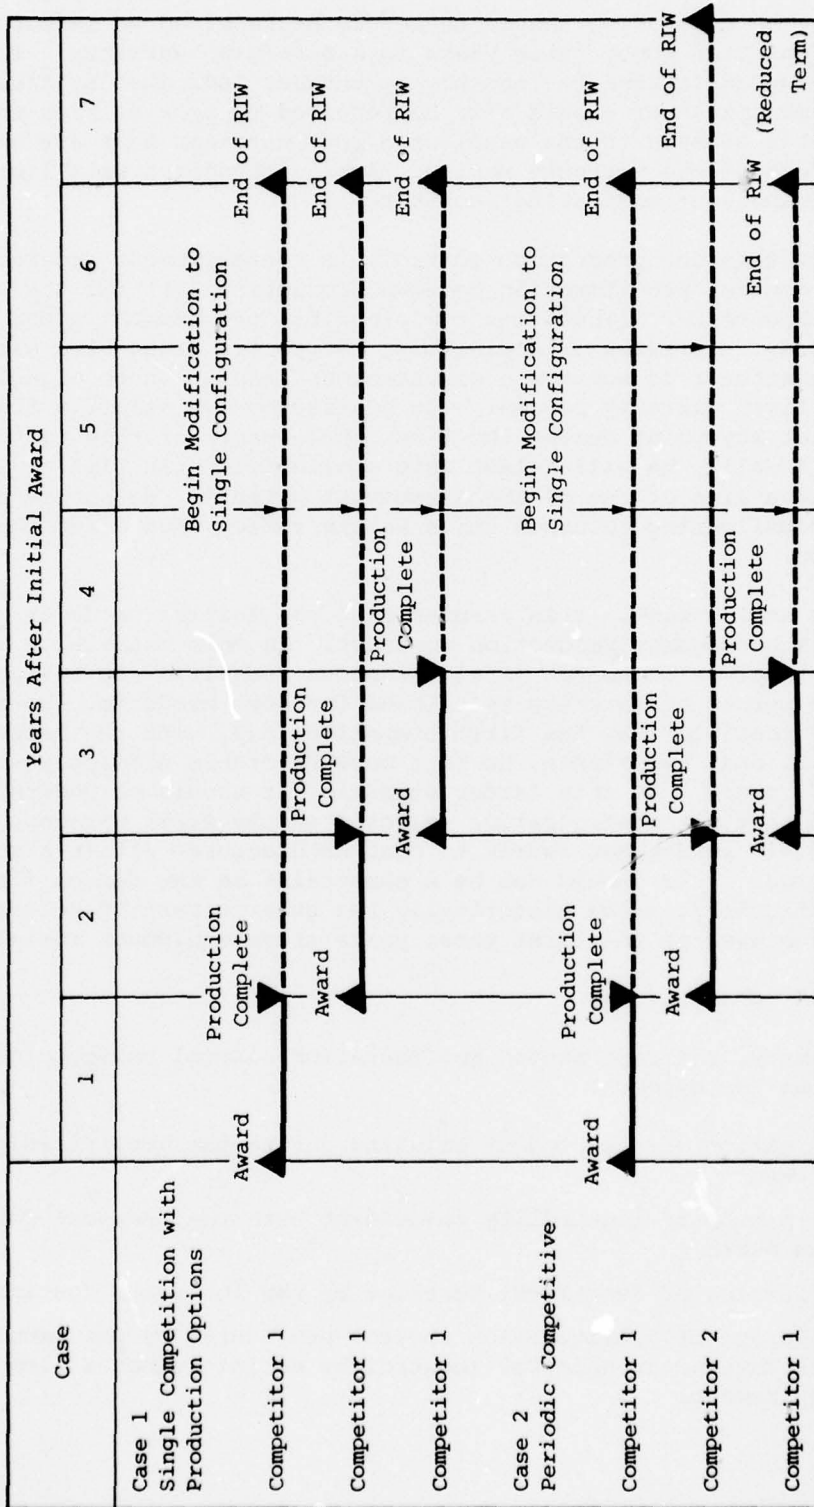 Years After Initial Award
Case
1 2 3 4 5 6 7
Case 1
Single Competition with
Production Options
Begin Modification to
Single Configuration
Competitor 1
Award
Production
Complete
End of RIW
Competitor 1
Award
Production
Complete
End of RIW
Competitor 1
Award
Production
Complete
End of RIW
Case 2
Periodic Competitive
Begin Modification to
Single Configuration
Competitor 1
Award
Production
Complete
End of RIW
Competitor 2
Award
Production
Complete
End of RIW
Competitor 1
Award
Production
Complete
End of RIW
(Reduced
Term)